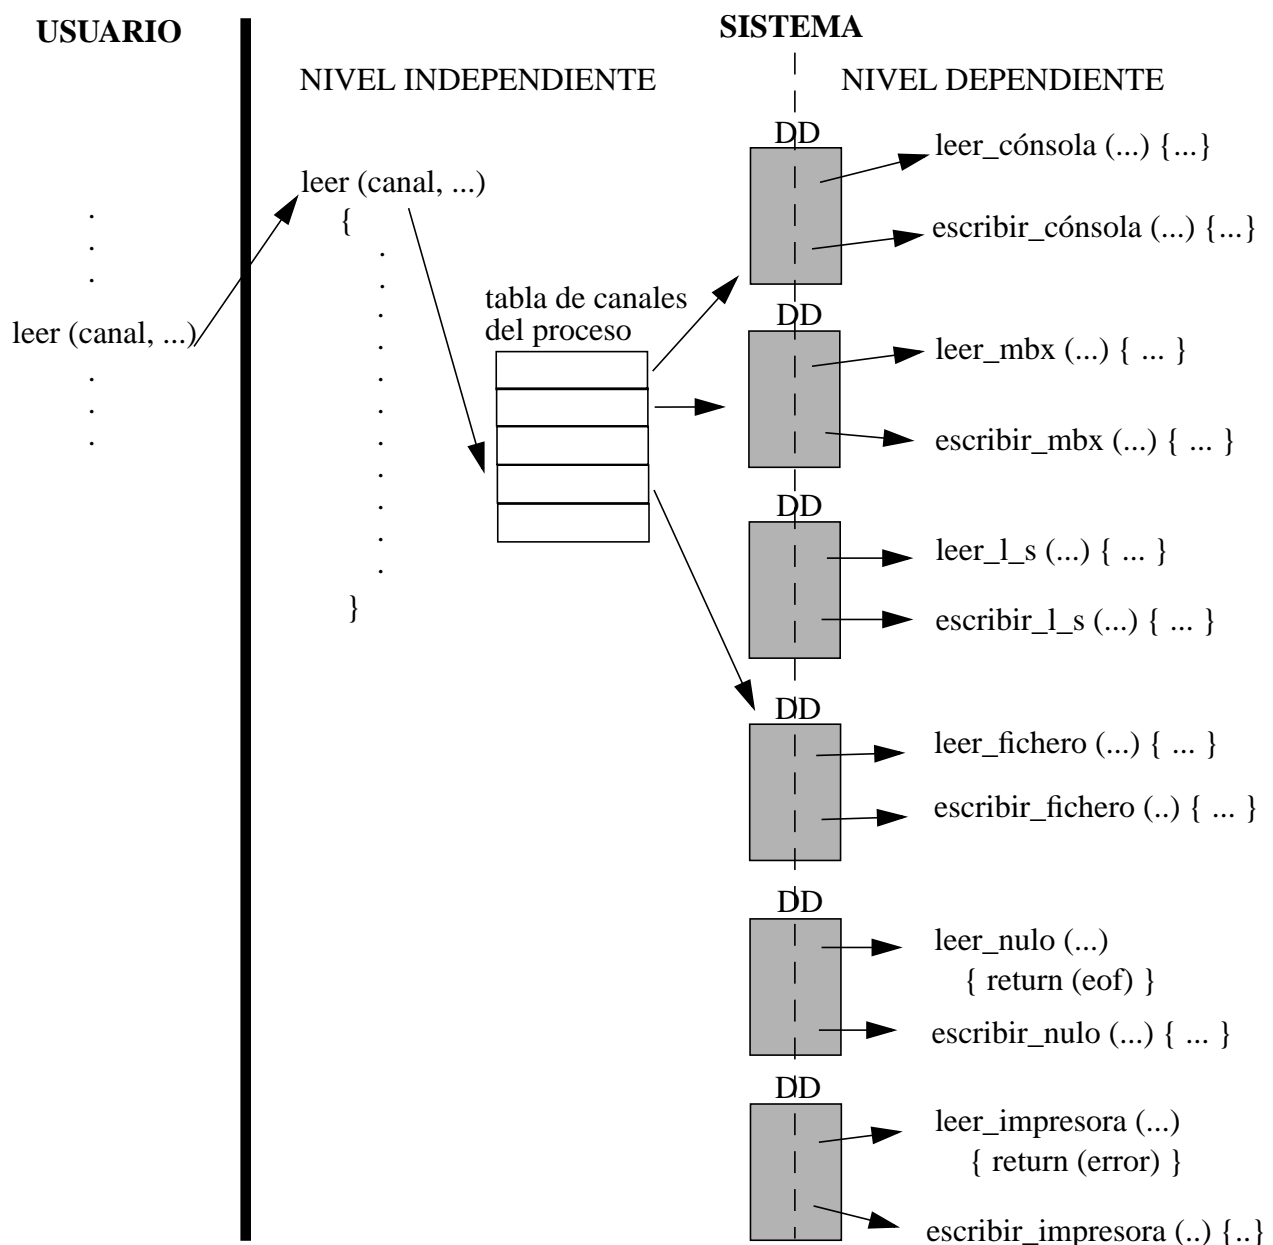 USUARIO
SISTEMA
NIVEL INDEPENDIENTE
NIVEL DEPENDIENTE
leer (canal, ...)
leer (canal, ...)
{
}
tabla de canales
del proceso
DD
leer_cónsola (...) {...}
escribir_cónsola (...) {...}
DD
leer_mbx (...) { ... }
escribir_mbx (...) { ... }
DD
leer_l_s (...) { ... }
escribir_l_s (...) { ... }
DD
leer_fichero (...) { ... }
escribir_fichero (..) { ... }
DD
leer_nulo (...)
{ return (eof) }
escribir_nulo (...) { ... }
DD
leer_impresora (...)
{ return (error) }
escribir_impresora (..) {..}